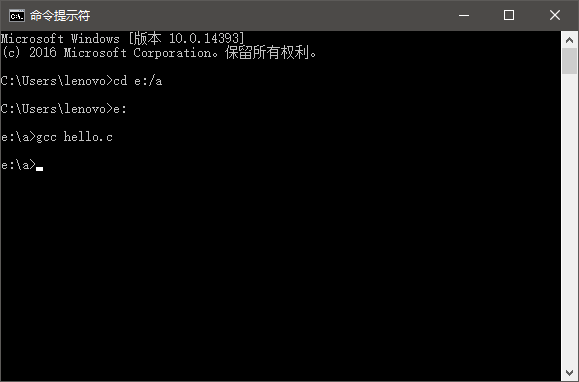 命令提示符
Microsoft Windows [版本 10.0.14393]
(c) 2016 Microsoft Corporation。保留所有权利。
C:\Users\lenovo>cd e:/a
C:\Users\lenovo>e:
e:\a>gcc hello.c
e:\a>